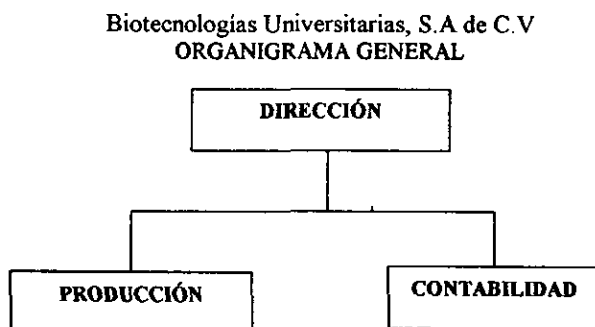 Biotecnologías Universitarias, S.A de C.V
ORGANIGRAMA GENERAL
DIRECCIÓN
PRODUCCIÓN
CONTABILIDAD